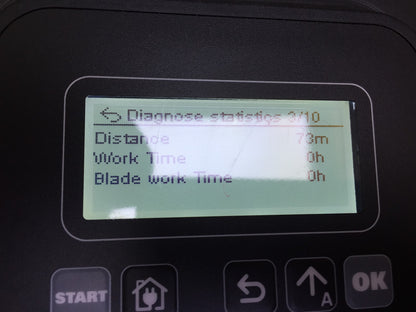 Diagnose statistics 3/10
Distance 73m
Work Time 0h
Blade work Time 0h
START
A
OK